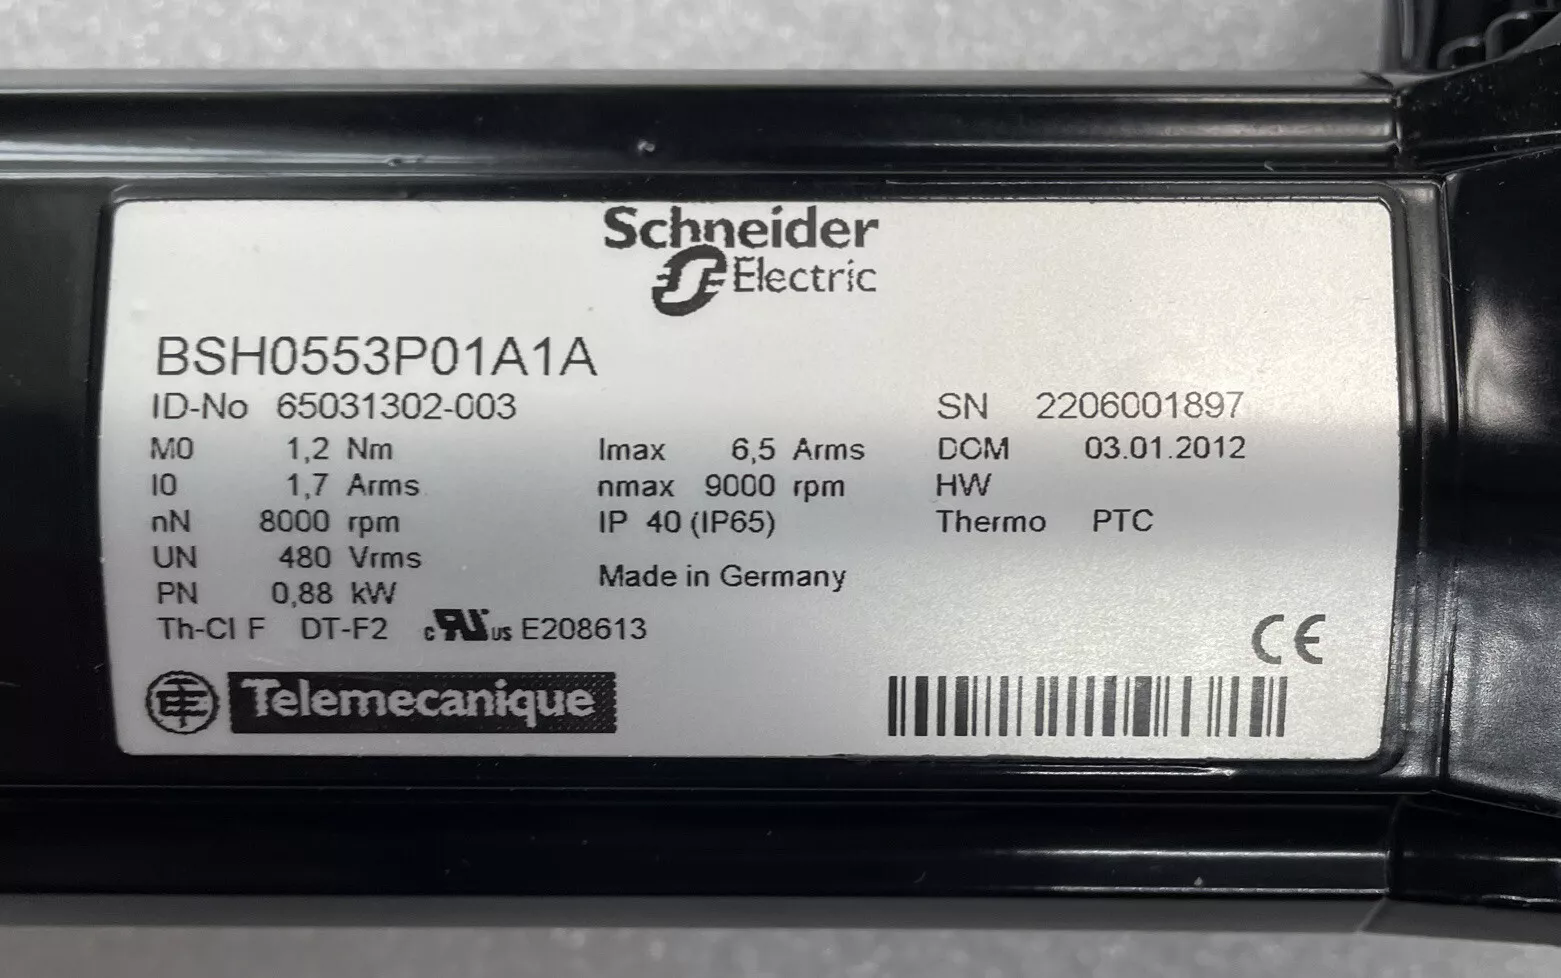 Schneider
Electric
BSH0553P01A1A
ID-No 65031302-003 SN 2206001897
M0 1,2 Nm Imax 6,5 Arms DOM 03.01.2012
I0 1,7 Arms nmax 9000 rpm HW
nN 8000 rpm IP 40 (IP65) Thermo PTC
UN 480 Vrms
PN 0,88 kW Made in Germany
Th-Cl F DT-F2 c RU us E208613
CE
Telemecanique